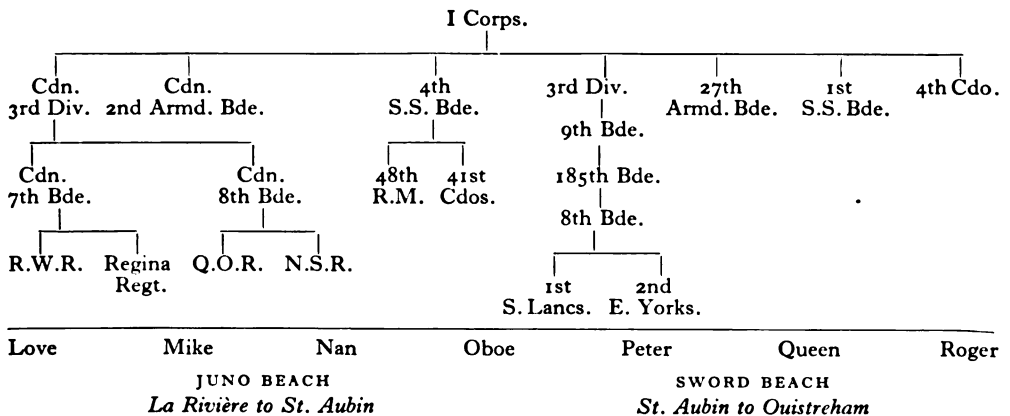 I Corps.
Cdn. Cdn. 4th 3rd Div. 27th 1st 4th Cdo.
3rd Div. 2nd Armd. Bde. S.S. Bde. Armd. Bde. S.S. Bde.
9th Bde.
Cdn. Cdn. 48th 41st 185th Bde.
7th Bde. 8th Bde. R.M. Cdos.
8th Bde.
R.W.R. Regina Q.O.R. N.S.R.
Regt.
1st 2nd
S. Lancs. E. Yorks.
Love Mike Nan Oboe Peter Queen Roger
JUNO BEACH SWORD BEACH
La Rivière to St. Aubin St. Aubin to Ouistreham